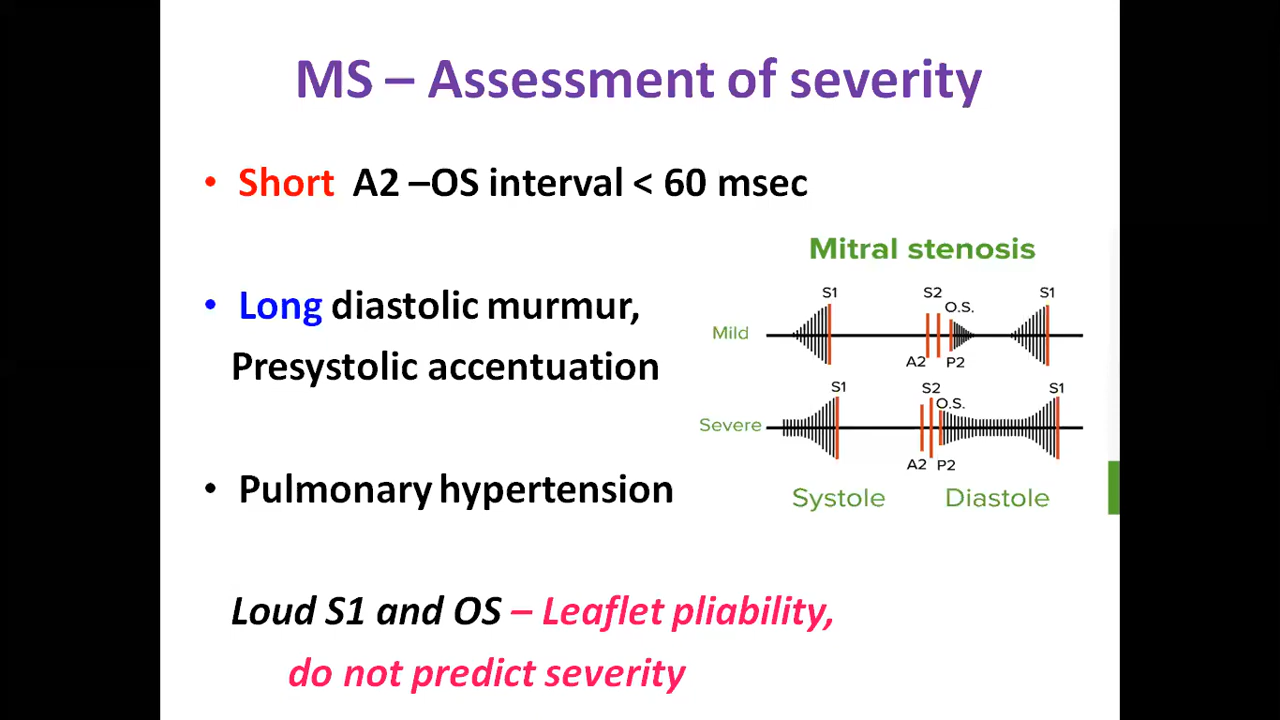 MS – Assessment of severity
• Short A2 –OS interval < 60 msec
• Long diastolic murmur,
Presystolic accentuation
• Pulmonary hypertension
Loud S1 and OS – Leaflet pliability,
do not predict severity
Mitral stenosis
S1 S2 O.S. S1
Mild
A2 P2
S1 S2 O.S. S1
Severe
A2 P2
Systole Diastole